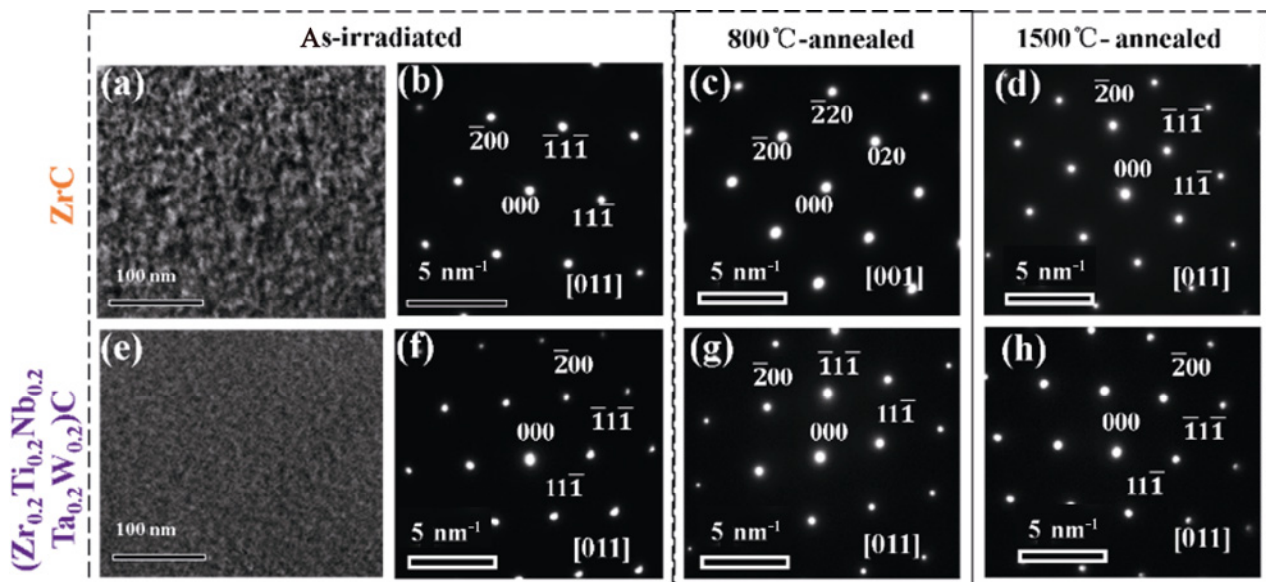 As-irradiated
800℃-annealed
1500℃- annealed
ZrC
(a)
100 nm
(b)
2̅00
1̅11̅
000
111̅
5 nm⁻¹
[011]
(c)
2̅20
2̅00
020
000
5 nm⁻¹
[001]
(d)
2̅00
1̅11̅
000
111̅
5 nm⁻¹
[011]
(Zr₀.₂Ti₀.₂Nb₀.₂
Ta₀.₂W₀.₂)C
(e)
100 nm
(f)
2̅00
1̅11̅
000
111̅
5 nm⁻¹
[011]
(g)
1̅11̅
2̅00
111̅
000
5 nm⁻¹
[011]
(h)
2̅00
000
1̅11̅
111̅
5 nm⁻¹
[011]